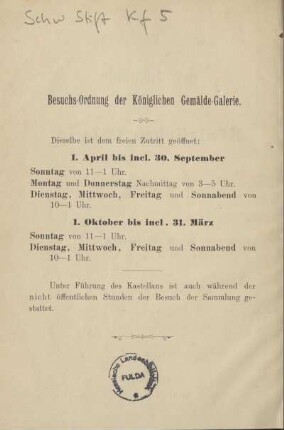 Schw Stift Kf 5
Besuchs-Ordnung der Königlichen Gemälde-Galerie.
Dieselbe ist dem freien Zutritt geöffnet:
1. April bis incl. 30. September
Sonntag von 11—1 Uhr.
Montag und Donnerstag Nachmittag von 3—5 Uhr.
Dienstag, Mittwoch, Freitag und Sonnabend von
10—1 Uhr.
1. Oktober bis incl. 31. März
Sonntag von 11—1 Uhr.
Dienstag, Mittwoch, Freitag und Sonnabend von
10—1 Uhr.
Unter Führung des Kastellans ist auch während der
nicht öffentlichen Stunden der Besuch der Sammlung ge-
stattet.
Hessische Landesbibliothek
FULDA